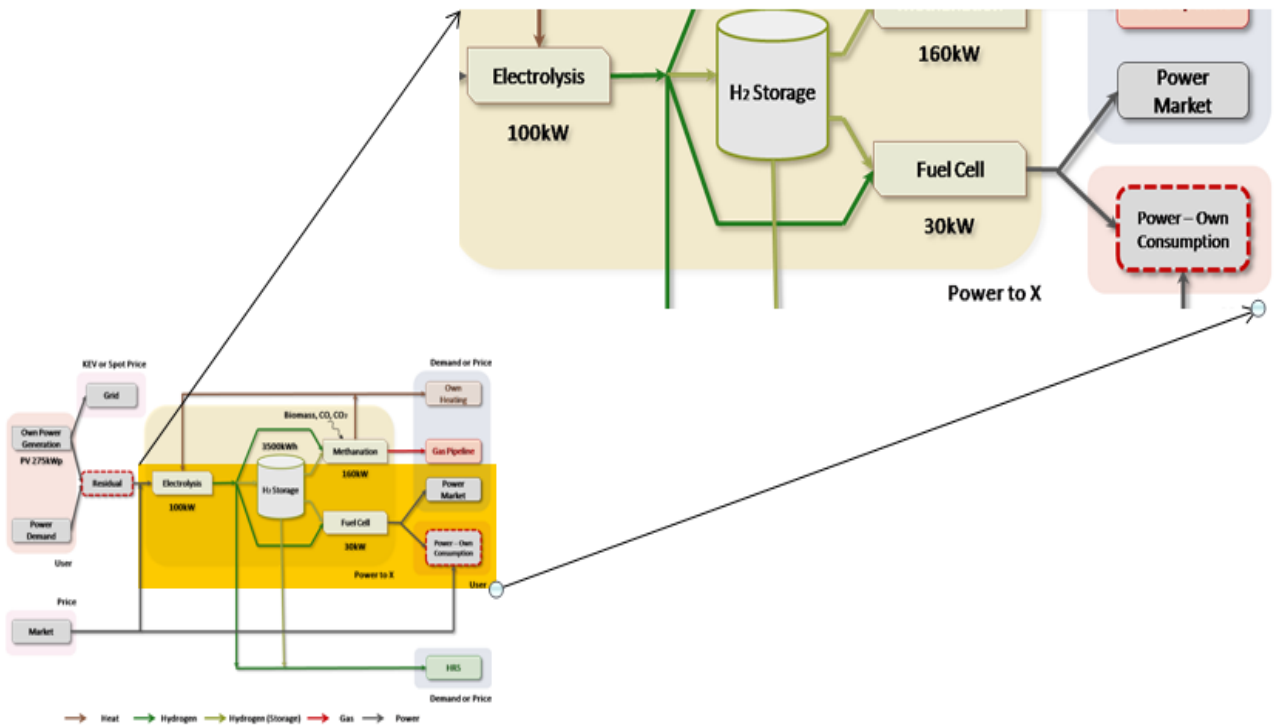 160kW
Electrolysis
H₂ Storage
Power
Market
100kW
Fuel Cell
30kW
Power – Own
Consumption
Power to X
KEV or Spot Price
Demand or Price
Grid
Own
Heating
Biomass, CO, CO₂
Own Power
Generation
3500kWh
Methanation
Gas Pipeline
PV 275kWp
160kW
Residual
Electrolysis
H₂ Storage
Power
Market
100kW
Power
Demand
Fuel Cell
30kW
Power – Own
Consumption
User
Power to X
User
Price
Market
HRS
Demand or Price
Heat
Hydrogen
Hydrogen (Storage)
Gas
Power